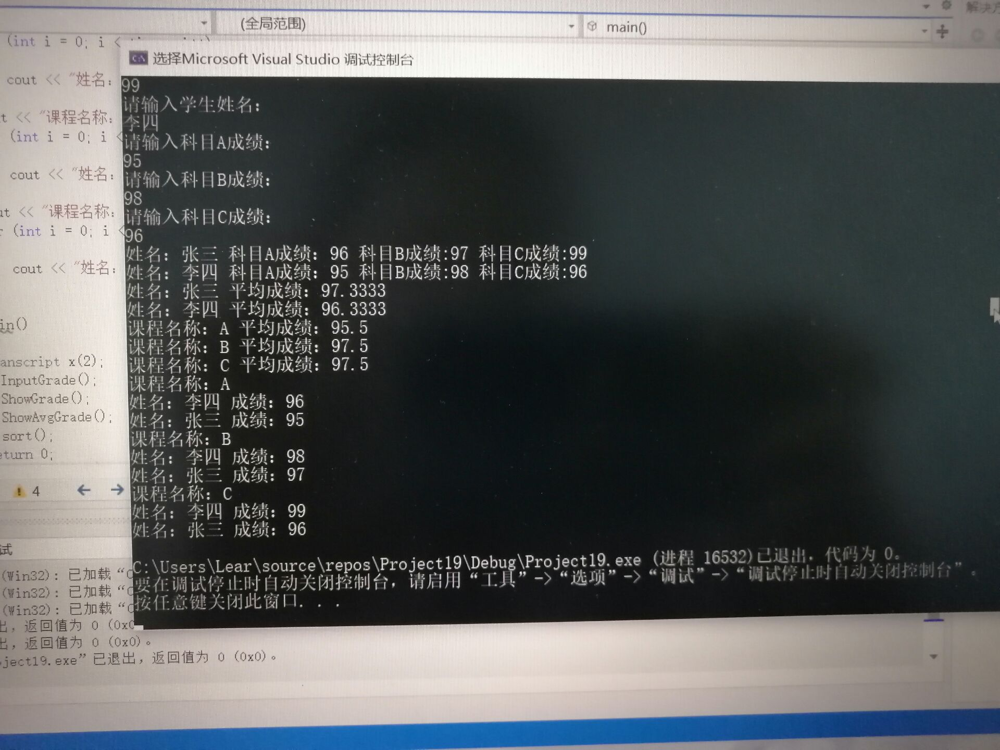 解决方
(全局范围)
main()
(int i = 0; i <
选择Microsoft Visual Studio 调试控制台
cout << "姓名:
<< "课程名称:
(int i = 0; i <
cout << "姓名:
<< "课程名称:
(int i = 0; i <
cout << "姓名:
in()
anscript x(2);
InputGrade();
ShowGrade();
ShowAvgGrade();
sort();
eturn 0;
4
99
请输入学生姓名:
李四
请输入科目A成绩:
95
请输入科目B成绩:
98
请输入科目C成绩:
96
姓名: 张三 科目A成绩: 96 科目B成绩:97 科目C成绩:99
姓名: 李四 科目A成绩: 95 科目B成绩:98 科目C成绩:96
姓名: 张三 平均成绩: 97.3333
姓名: 李四 平均成绩: 96.3333
课程名称: A 平均成绩: 95.5
课程名称: B 平均成绩: 97.5
课程名称: C 平均成绩: 97.5
课程名称: A
姓名: 李四 成绩: 96
姓名: 张三 成绩: 95
课程名称: B
姓名: 李四 成绩: 98
姓名: 张三 成绩: 97
课程名称: C
姓名: 李四 成绩: 99
姓名: 张三 成绩: 96
C:\Users\Lear\source\repos\Project19\Debug\Project19.exe (进程 16532)已退出，代码为 0。
要在调试停止时自动关闭控制台，请启用“工具”->“选项”->“调试”->“调试停止时自动关闭控制台”。
按任意键关闭此窗口. . .
试
(Win32): 已加载“C
(Win32): 已加载“C
(Win32): 已加载“C
出，返回值为 0 (0x0
出，返回值为 0 (0x0)。
oject19.exe”已退出，返回值为 0 (0x0)。